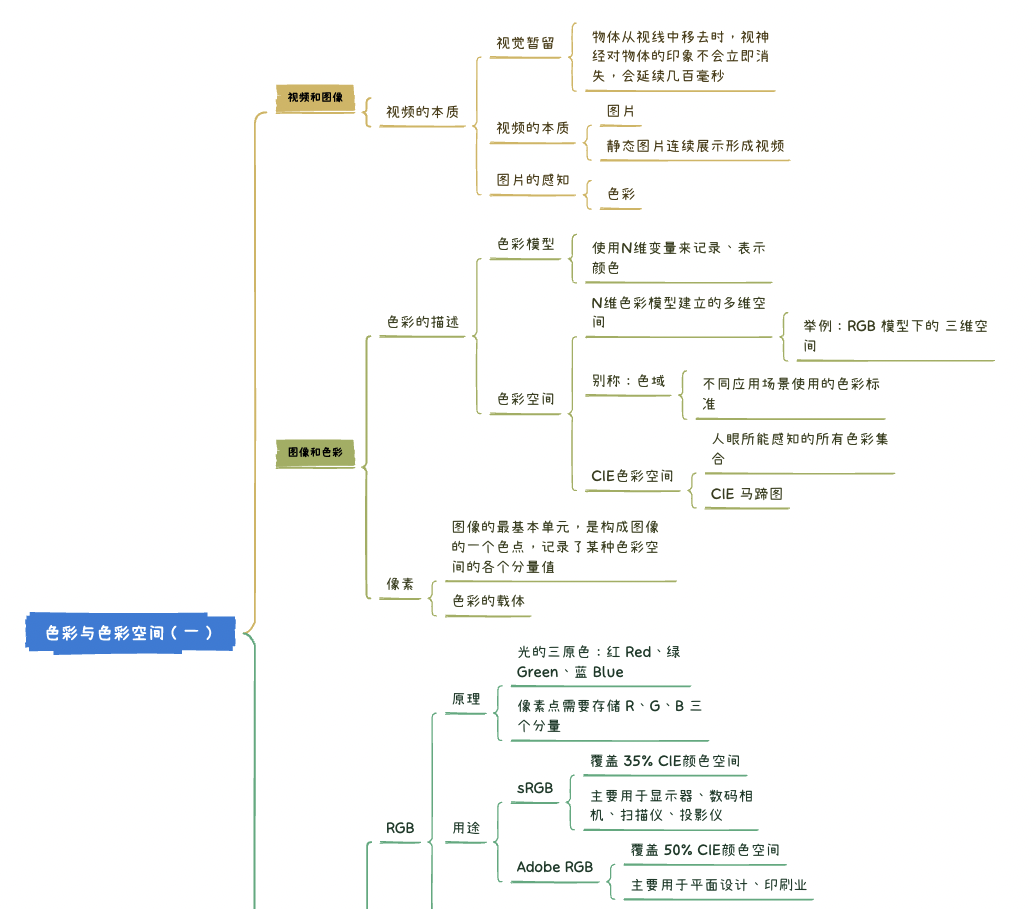 视觉暂留
物体从视线中移去时，视神
经对物体的印象不会立即消
失，会延续几百毫秒
视频和图像
视频的本质
视频的本质
图片
静态图片连续展示形成视频
图片的感知
色彩
色彩模型
使用N维变量来记录、表示
颜色
色彩的描述
N维色彩模型建立的多维空
间
举例：RGB 模型下的 三维空
间
色彩空间
别称：色域
不同应用场景使用的色彩标
准
图像和色彩
人眼所能感知的所有色彩集
合
CIE色彩空间
CIE 马蹄图
像素
图像的最基本单元，是构成图像
的一个色点，记录了某种色彩空
间的各个分量值
色彩的载体
色彩与色彩空间（一）
原理
光的三原色：红 Red、绿
Green、蓝 Blue
像素点需要存储 R、G、B 三
个分量
RGB
用途
sRGB
覆盖 35% CIE颜色空间
主要用于显示器、数码相
机、扫描仪、投影仪
Adobe RGB
覆盖 50% CIE颜色空间
主要用于平面设计、印刷业